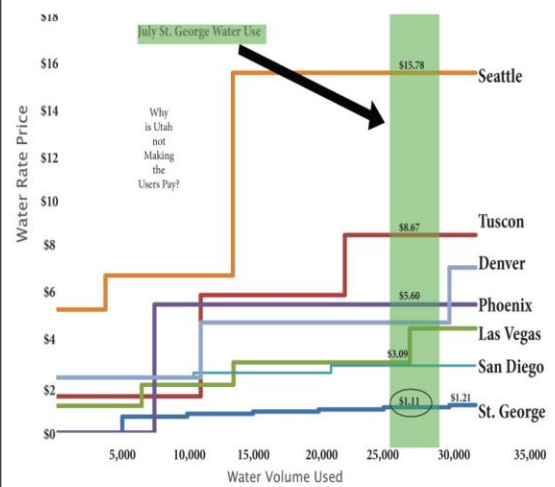 $18
July St. George Water Use
$16
$15.78
Seattle
$14
Why
is Utah
not
Making
the
Users Pay?
$12
$10
$8
$8.67
Tuscon
Denver
$6
$5.60
Phoenix
Las Vegas
$4
$3.09
San Diego
$2
$1.11
$1.21
St. George
$0
5,000 10,000 15,000 20,000 25,000 30,000 35,000
Water Volume Used
Water Rate Price